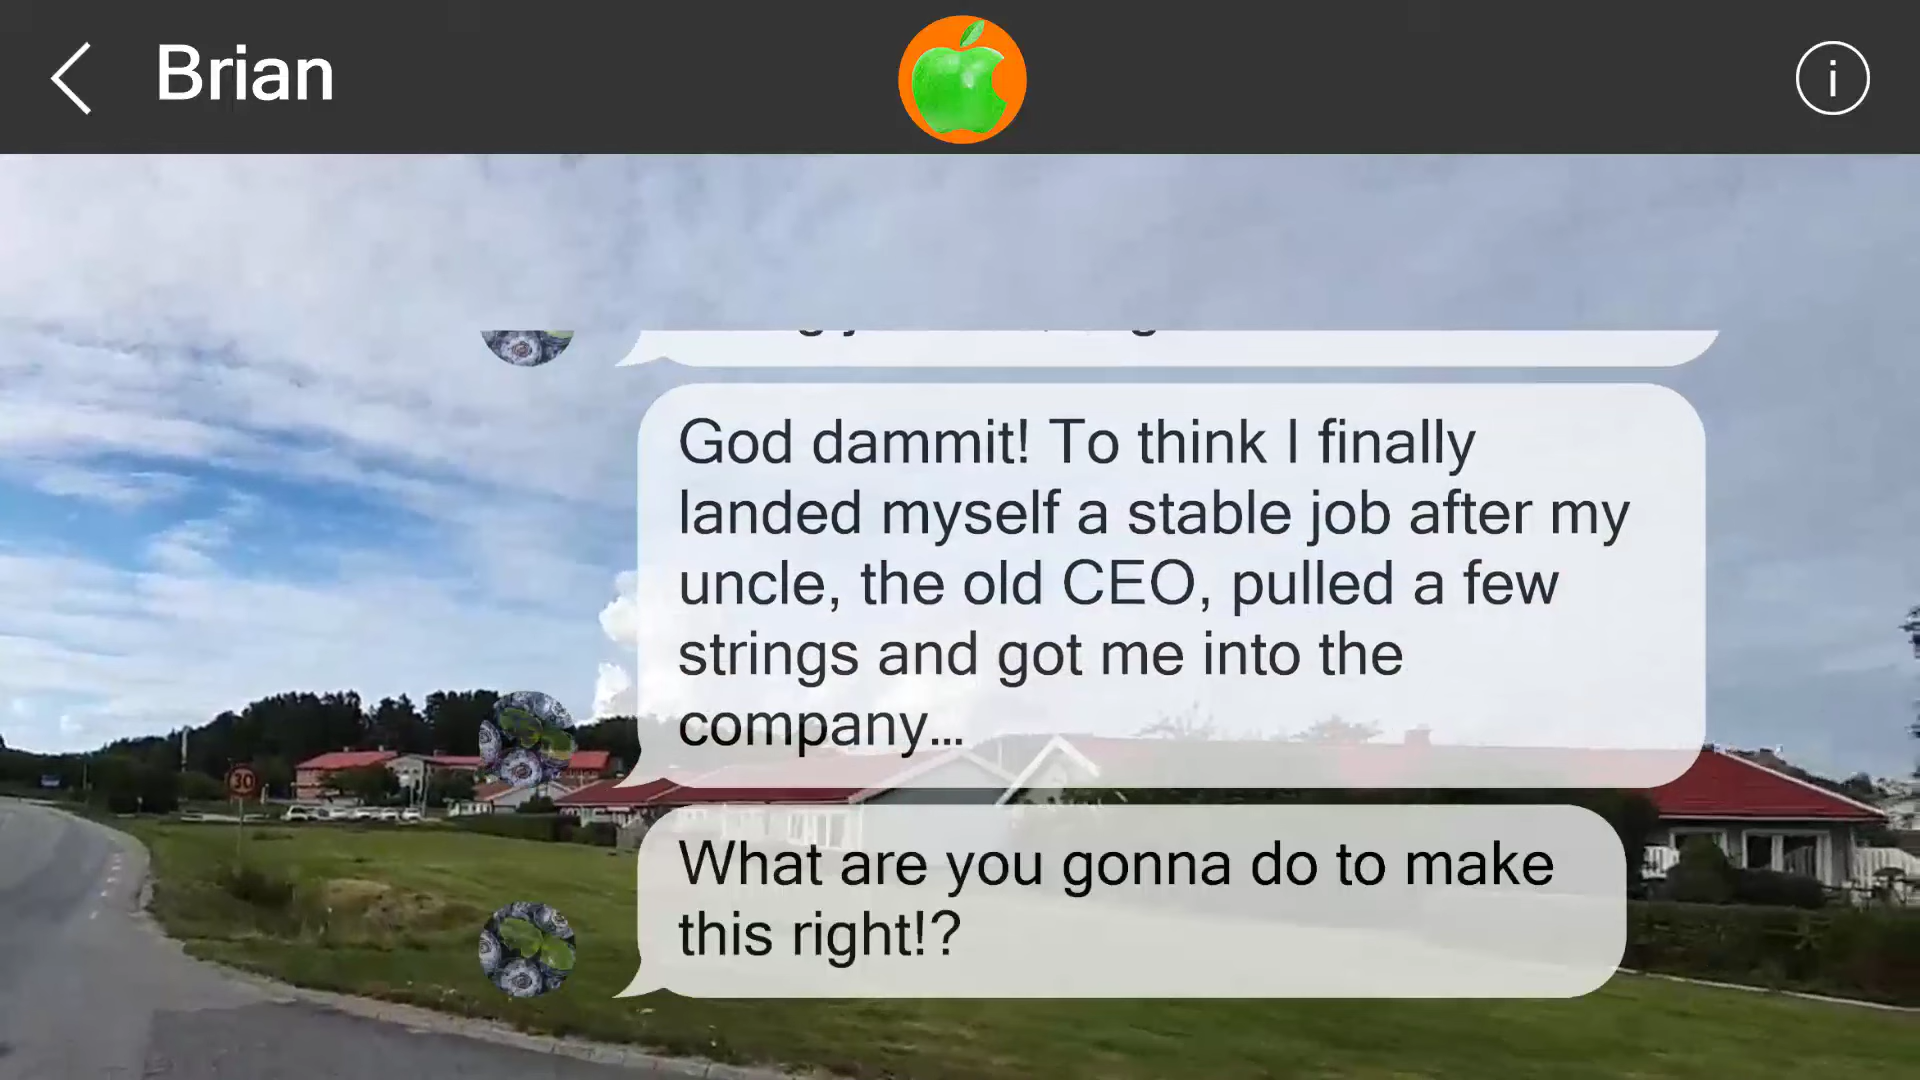 Brian
i
God dammit! To think I finally
landed myself a stable job after my
uncle, the old CEO, pulled a few
strings and got me into the
company...
30
What are you gonna do to make
this right!?